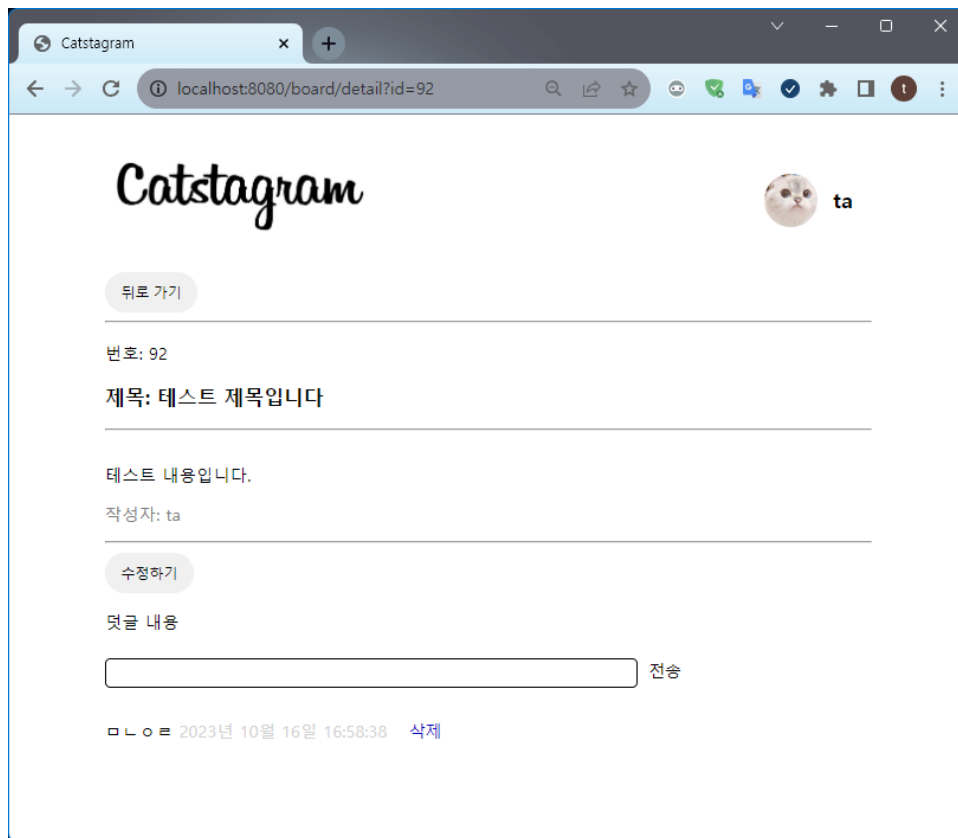 Catstagram
localhost:8080/board/detail?id=92
t
Catstagram
ta
뒤로 가기
번호: 92
제목: 테스트 제목입니다
테스트 내용입니다.
작성자: ta
수정하기
덧글 내용
전송
ㅁㄴㅇㄹ 2023년 10월 16일 16:58:38 삭제